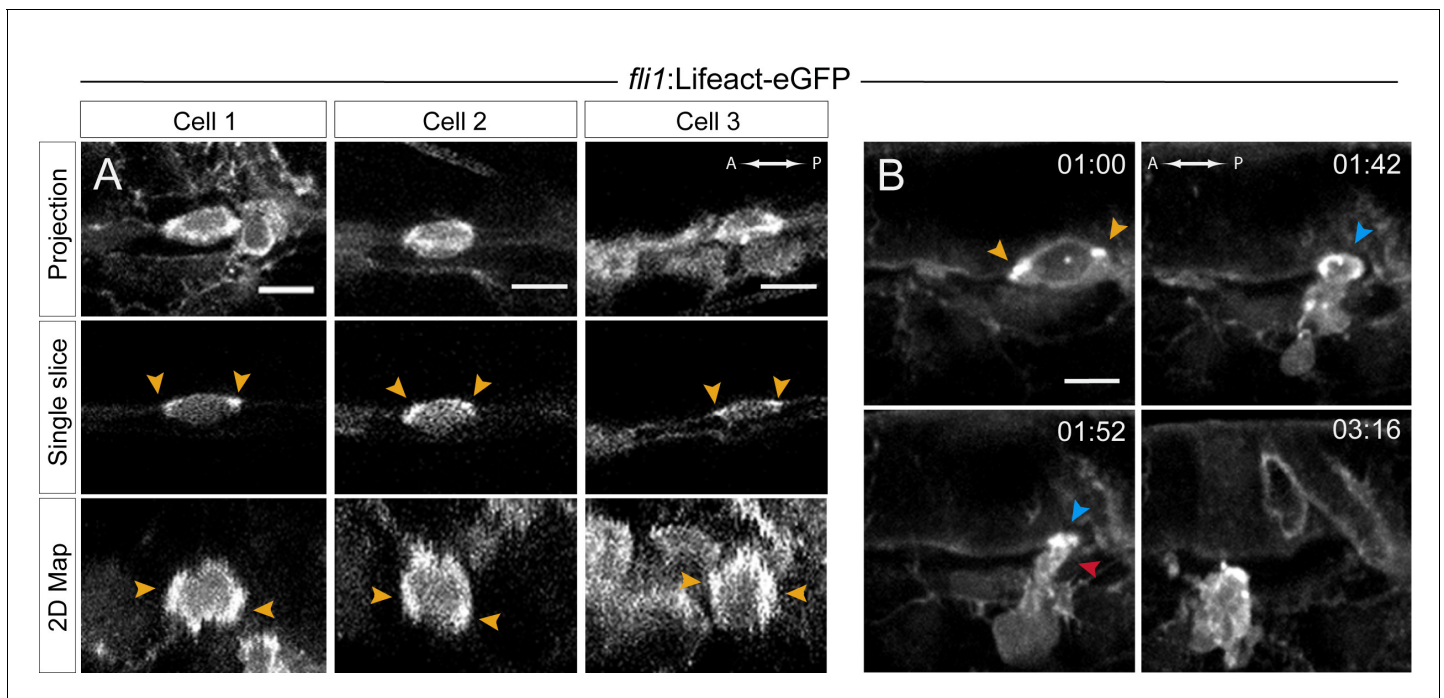 fli1:Lifeact-eGFP
Cell 1
Cell 2
Cell 3
Projection
A
A P
B
01:00
A P
01:42
Single slice
01:52
03:16
2D Map